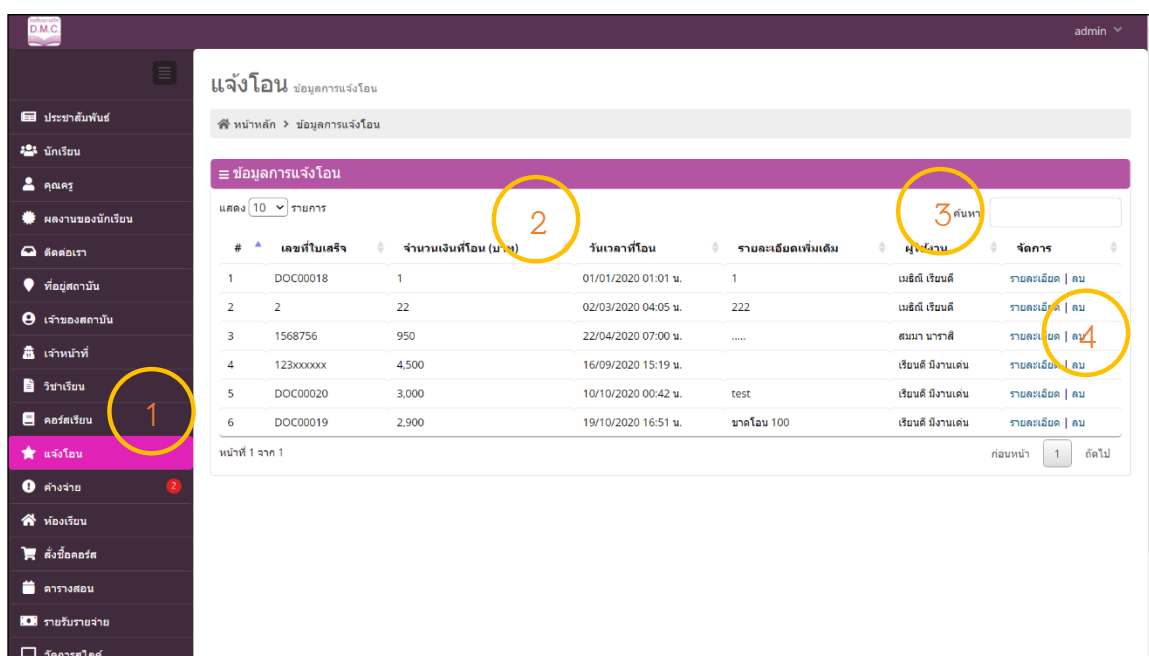 D.M.C.
admin
แจ้งโอน ข้อมูลการแจ้งโอน
หน้าหลัก > ข้อมูลการแจ้งโอน
ประชาสัมพันธ์
นักเรียน
คุณครู
ผลงานของนักเรียน
ติดต่อเรา
ที่อยู่สถาบัน
เจ้าของสถาบัน
เจ้าหน้าที่
วิชาเรียน
คอร์สเรียน
1
แจ้งโอน
ค้างจ่าย 2
ห้องเรียน
สั่งซื้อคอร์ส
ตารางสอน
รายรับรายจ่าย
ข้อมูลการแจ้งโอน
แสดง 10 รายการ
2
3
ค้นหา
# เลขที่ใบเสร็จ จำนวนเงินที่โอน (บาท) วันเวลาที่โอน รายละเอียดเพิ่มเติม ผู้ใช้งาน จัดการ
1 DOC00018 1 01/01/2020 01:01 น. 1 เมธิณี เรียนดี รายละเอียด | ลบ
2 2 22 02/03/2020 04:05 น. 222 เมธิณี เรียนดี รายละเอียด | ลบ
3 1568756 950 22/04/2020 07:00 น. ..... สมมา นาราสี รายละเอียด | ลบ
4
4 123xxxxxx 4,500 16/09/2020 15:19 น. เรียนดี มีงานเด่น รายละเอียด | ลบ
5 DOC00020 3,000 10/10/2020 00:42 น. test เรียนดี มีงานเด่น รายละเอียด | ลบ
6 DOC00019 2,900 19/10/2020 16:51 น. ขาดโอน 100 เรียนดี มีงานเด่น รายละเอียด | ลบ
หน้าที่ 1 จาก 1
ก่อนหน้า 1 ถัดไป